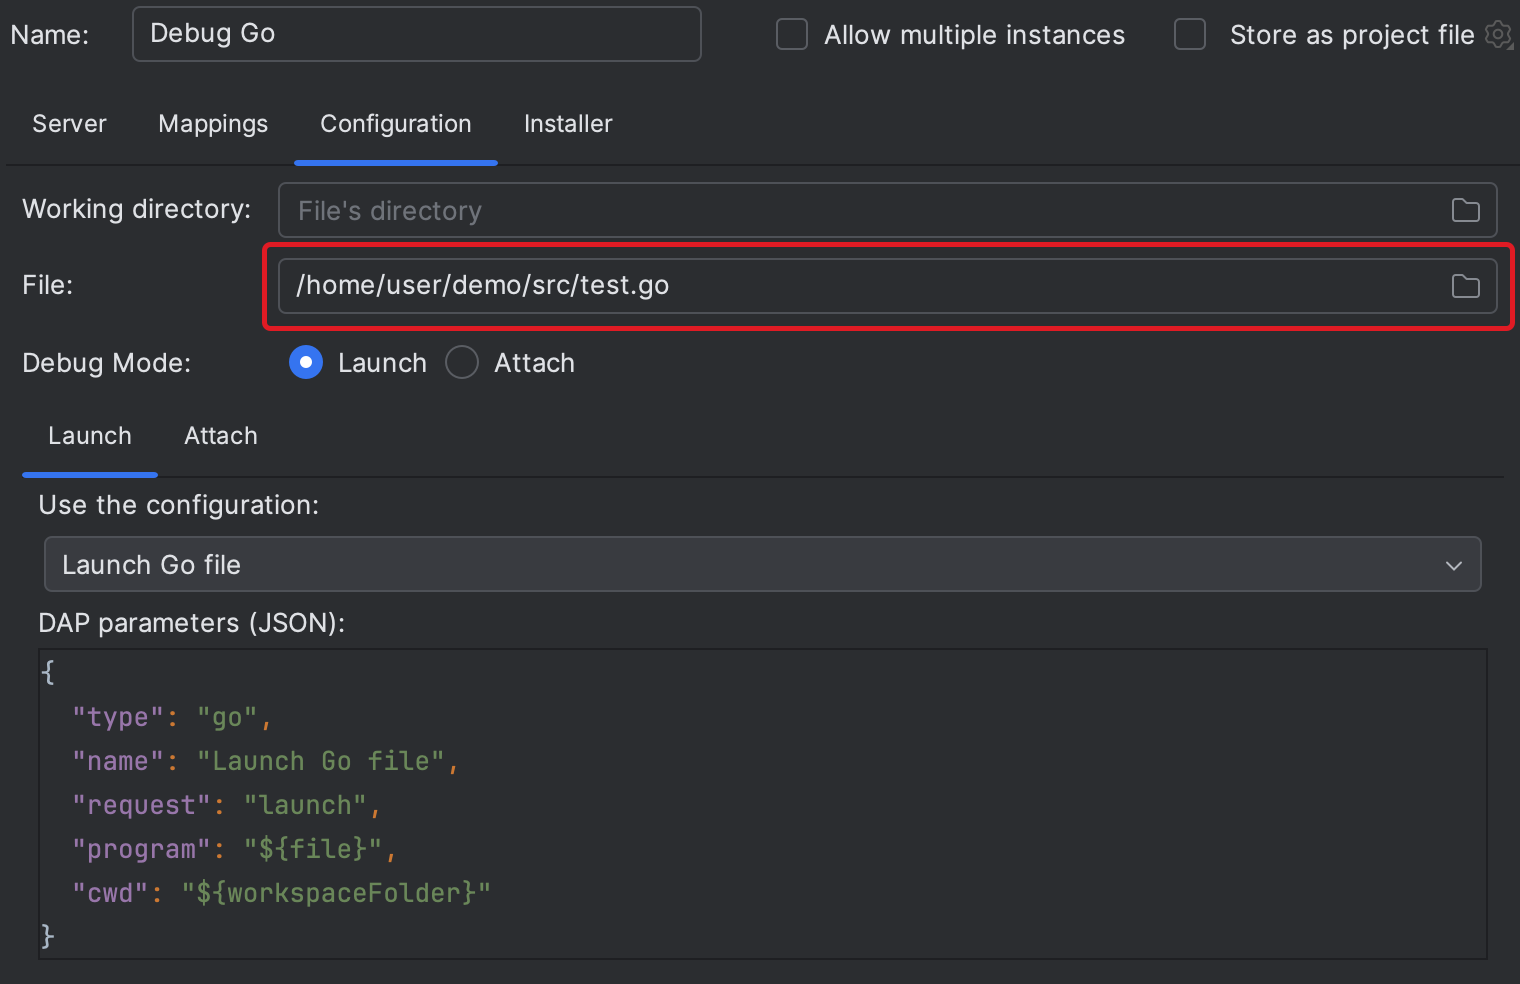 Name: Debug Go Allow multiple instances Store as project file
Server Mappings Configuration Installer
Working directory: File's directory
File: /home/user/demo/src/test.go
Debug Mode: Launch Attach
Launch Attach
Use the configuration:
Launch Go file
DAP parameters (JSON):
{
  "type": "go",
  "name": "Launch Go file",
  "request": "launch",
  "program": "${file}",
  "cwd": "${workspaceFolder}"
}